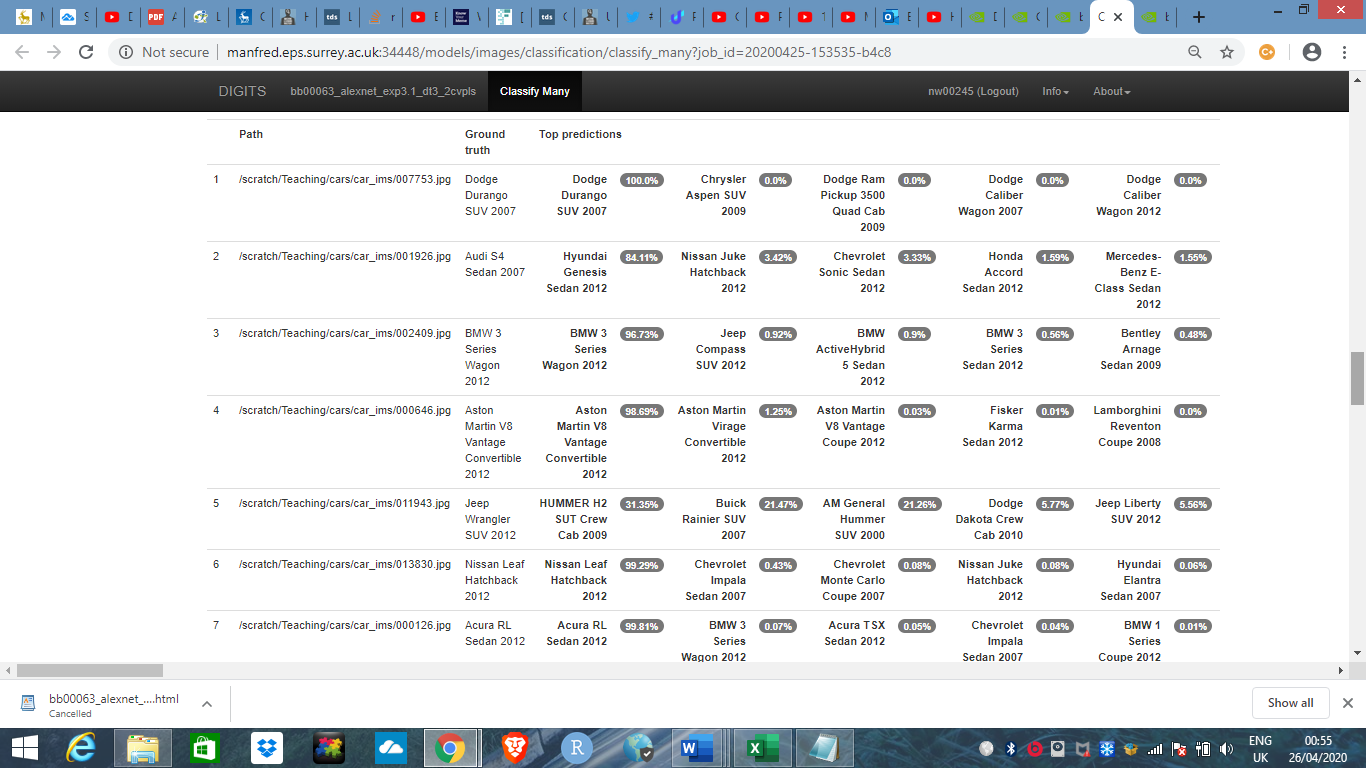 Not secure | manfred.eps.surrey.ac.uk:34448/models/images/classification/classify_many?job_id=20200425-153535-b4c8
DIGITS bb00063_alexnet_exp3.1_dt3_2cvpls Classify Many nw00245 (Logout) Info About
Path Ground truth Top predictions
1 /scratch/Teaching/cars/car_ims/007753.jpg Dodge Durango SUV 2007 Dodge Durango SUV 2007 100.0% Chrysler Aspen SUV 2009 0.0% Dodge Ram Pickup 3500 Quad Cab 2009 0.0% Dodge Caliber Wagon 2007 0.0% Dodge Caliber Wagon 2012 0.0%
2 /scratch/Teaching/cars/car_ims/001926.jpg Audi S4 Sedan 2007 Hyundai Genesis Sedan 2012 84.11% Nissan Juke Hatchback 2012 3.42% Chevrolet Sonic Sedan 2012 3.33% Honda Accord Sedan 2012 1.59% Mercedes-Benz E-Class Sedan 2012 1.55%
3 /scratch/Teaching/cars/car_ims/002409.jpg BMW 3 Series Wagon 2012 BMW 3 Series Wagon 2012 96.73% Jeep Compass SUV 2012 0.92% BMW ActiveHybrid 5 Sedan 2012 0.9% BMW 3 Series Sedan 2012 0.56% Bentley Arnage Sedan 2009 0.48%
4 /scratch/Teaching/cars/car_ims/000646.jpg Aston Martin V8 Vantage Convertible 2012 Aston Martin V8 Vantage Convertible 2012 98.69% Aston Martin Virage Convertible 2012 1.25% Aston Martin V8 Vantage Coupe 2012 0.03% Fisker Karma Sedan 2012 0.01% Lamborghini Reventon Coupe 2008 0.0%
5 /scratch/Teaching/cars/car_ims/011943.jpg Jeep Wrangler SUV 2012 HUMMER H2 SUT Crew Cab 2009 31.35% Buick Rainier SUV 2007 21.47% AM General Hummer SUV 2000 21.26% Dodge Dakota Crew Cab 2010 5.77% Jeep Liberty SUV 2012 5.56%
6 /scratch/Teaching/cars/car_ims/013830.jpg Nissan Leaf Hatchback 2012 Nissan Leaf Hatchback 2012 99.29% Chevrolet Impala Sedan 2007 0.43% Chevrolet Monte Carlo Coupe 2007 0.08% Nissan Juke Hatchback 2012 0.08% Hyundai Elantra Sedan 2007 0.06%
7 /scratch/Teaching/cars/car_ims/000126.jpg Acura RL Sedan 2012 Acura RL Sedan 2012 99.81% BMW 3 Series Wagon 2012 0.07% Acura TSX Sedan 2012 0.05% Chevrolet Impala Sedan 2007 0.04% BMW 1 Series Coupe 2012 0.01%
bb00063_alexnet_....html
Cancelled
Show all
ENG 00:55
UK 26/04/2020